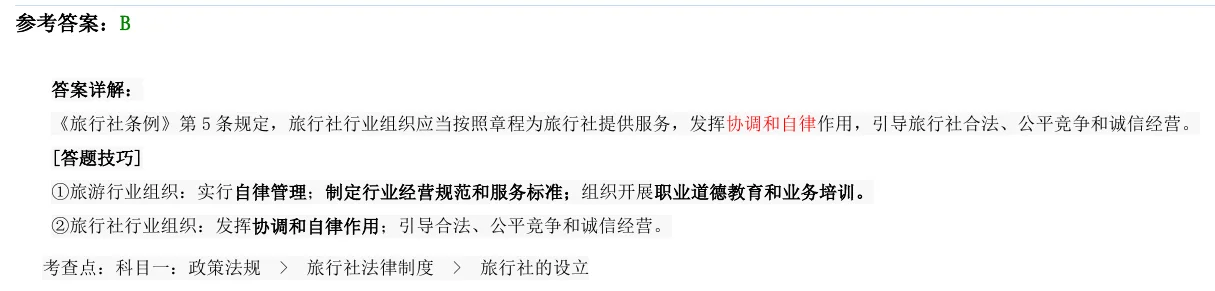 参考答案：B
答案详解：
《旅行社条例》第 5 条规定，旅行社行业组织应当按照章程为旅行社提供服务，发挥协调和自律作用，引导旅行社合法、公平竞争和诚信经营。
[答题技巧]
①旅游行业组织：实行自律管理；制定行业经营规范和服务标准；组织开展职业道德教育和业务培训。
②旅行社行业组织：发挥协调和自律作用；引导合法、公平竞争和诚信经营。
考查点：科目一：政策法规 > 旅行社法律制度 > 旅行社的设立